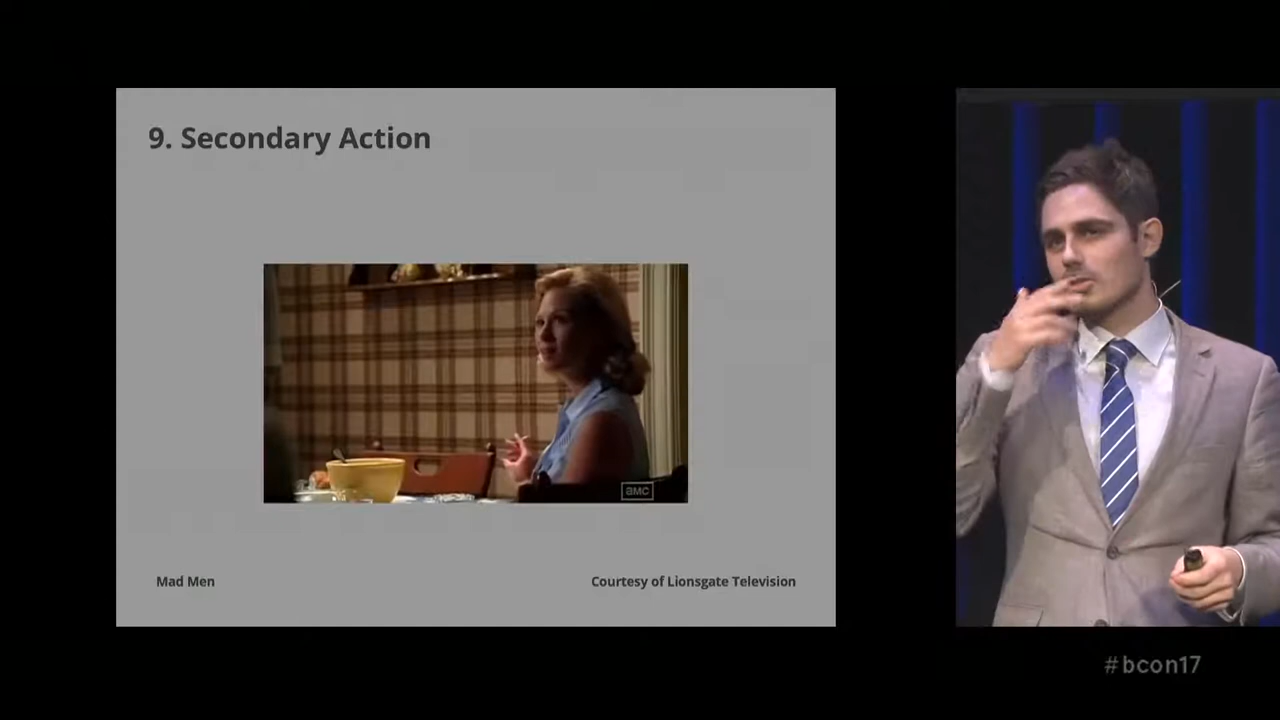 9. Secondary Action
aMC
Mad Men
Courtesy of Lionsgate Television
#bcon17